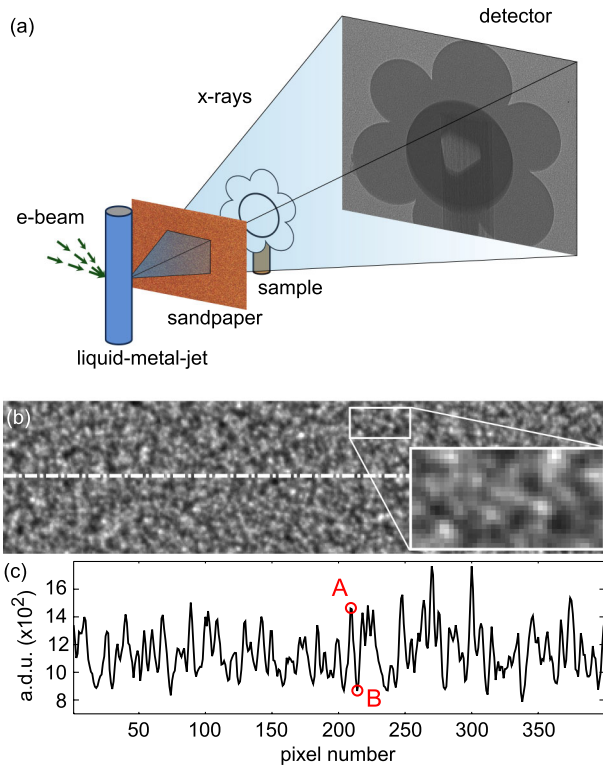 (a)
detector
x-rays
e-beam
sample
sandpaper
liquid-metal-jet
(b)
(c)
16
14
12
10
8
a.d.u. (x10²)
A
B
50 100 150 200 250 300 350
pixel number